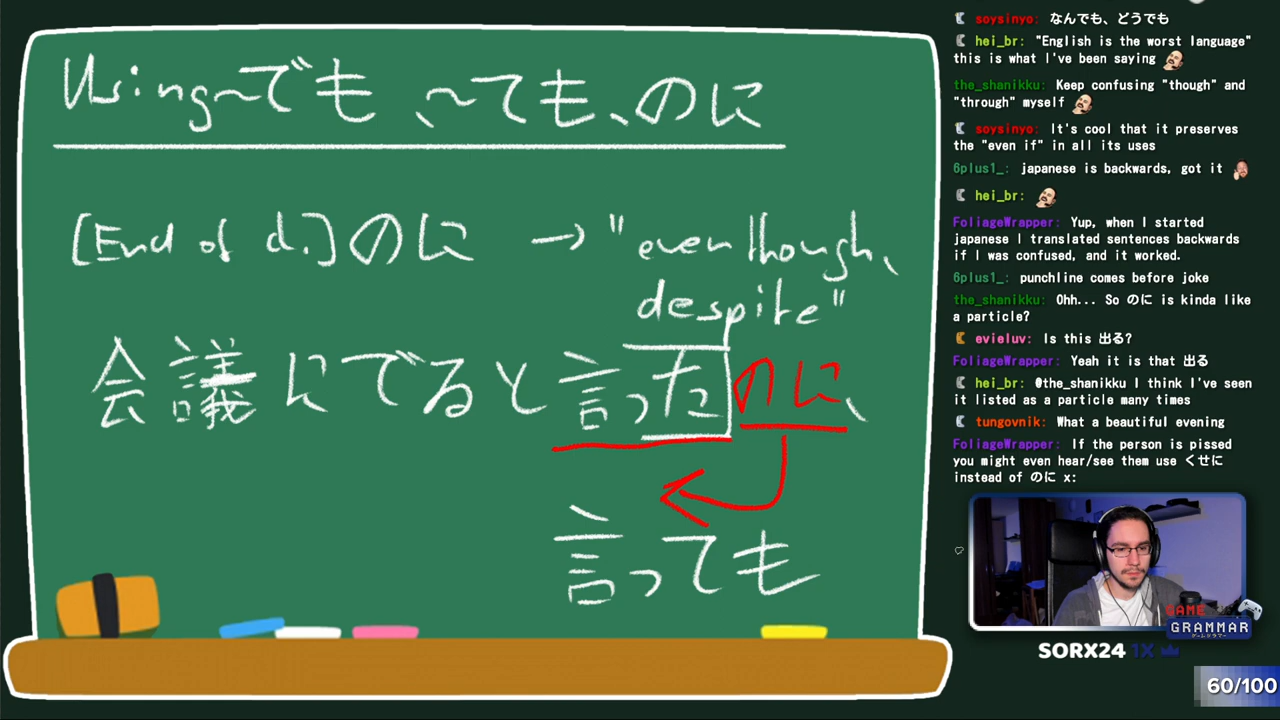 Using〜でも、〜ても、のに
[End of d.]のに → "even though,
despite"
会議にでると言ったのに、
言っても
soysinyo: なんでも、どうでも
hei_br: "English is the worst language"
this is what I've been saying
the_shanikku: Keep confusing "though" and
"through" myself
soysinyo: It's cool that it preserves
the "even if" in all its uses
6plus1_: japanese is backwards, got it
hei_br:
FoliageWrapper: Yup, when I started
japanese I translated sentences backwards
if I was confused, and it worked.
6plus1_: punchline comes before joke
the_shanikku: Ohh... So のに is kinda like
a particle?
evieluv: Is this 出る?
FoliageWrapper: Yeah it is that 出る
hei_br: @the_shanikku I think I've seen
it listed as a particle many times
tungovnik: What a beautiful evening
FoliageWrapper: If the person is pissed
you might even hear/see them use くせに
instead of のに x:
GAME
GRAMMAR
ゲームグラマー
SORX24 1X
60/100